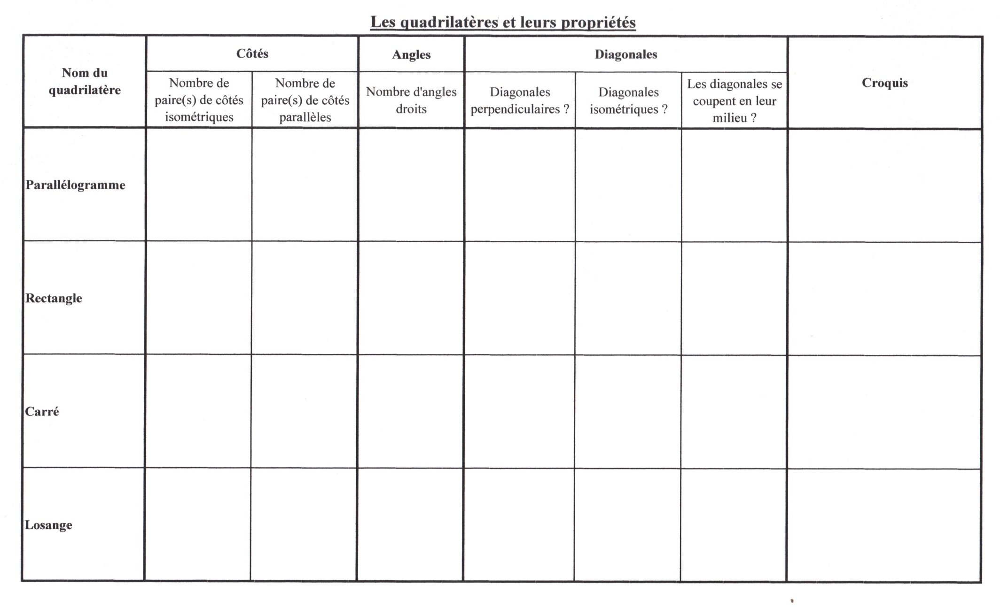 Les quadrilatères et leurs propriétés
Nom du
quadrilatère
Côtés
Angles
Diagonales
Croquis
Nombre de
paire(s) de côtés
isométriques
Nombre de
paire(s) de côtés
parallèles
Nombre d'angles
droits
Diagonales
perpendiculaires ?
Diagonales
isométriques ?
Les diagonales se
coupent en leur
milieu ?
Parallélogramme
Rectangle
Carré
Losange